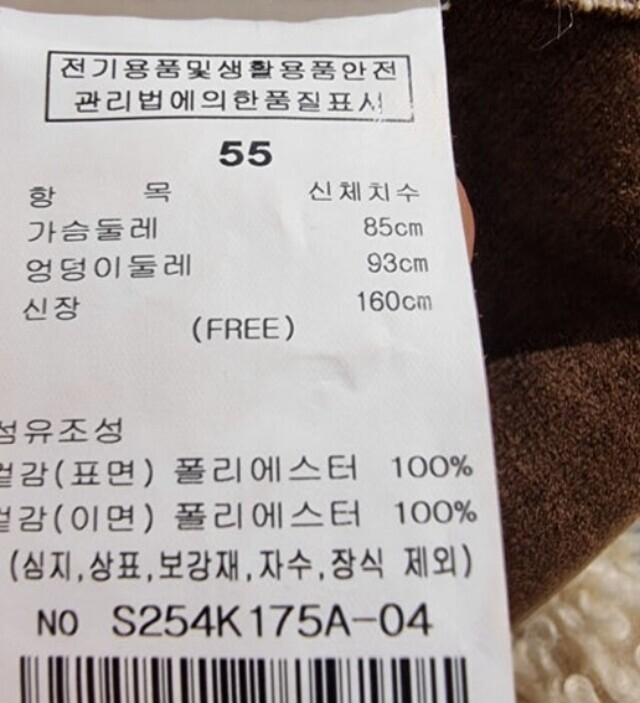 전기용품및생활용품안전
관리법에의한품질표시
55
항 목 신체치수
가슴둘레 85cm
엉덩이둘레 93cm
신장 160cm
(FREE)
섬유조성
겉감(표면) 폴리에스터 100%
겉감(이면) 폴리에스터 100%
(심지,상표,보강재,자수,장식 제외)
NO S254K175A-04